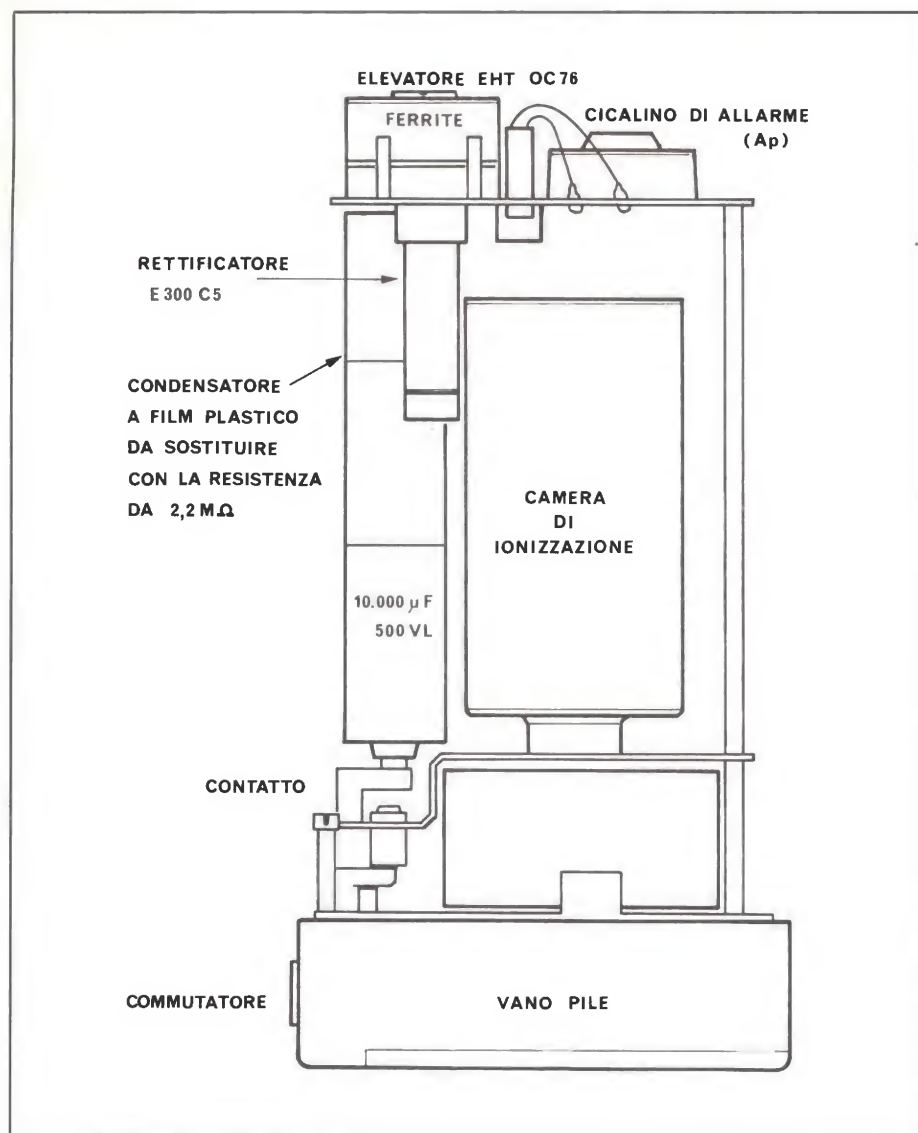 ELEVATORE EHT OC76
FERRITE
CICALINO DI ALLARME
(Ap)
RETTIFICATORE
E 300 C5
CONDENSATORE
A FILM PLASTICO
DA SOSTITUIRE
CON LA RESISTENZA
DA 2,2 MΩ
CAMERA
DI
IONIZZAZIONE
10.000 µF
500 VL
CONTATTO
COMMUTATORE
VANO PILE